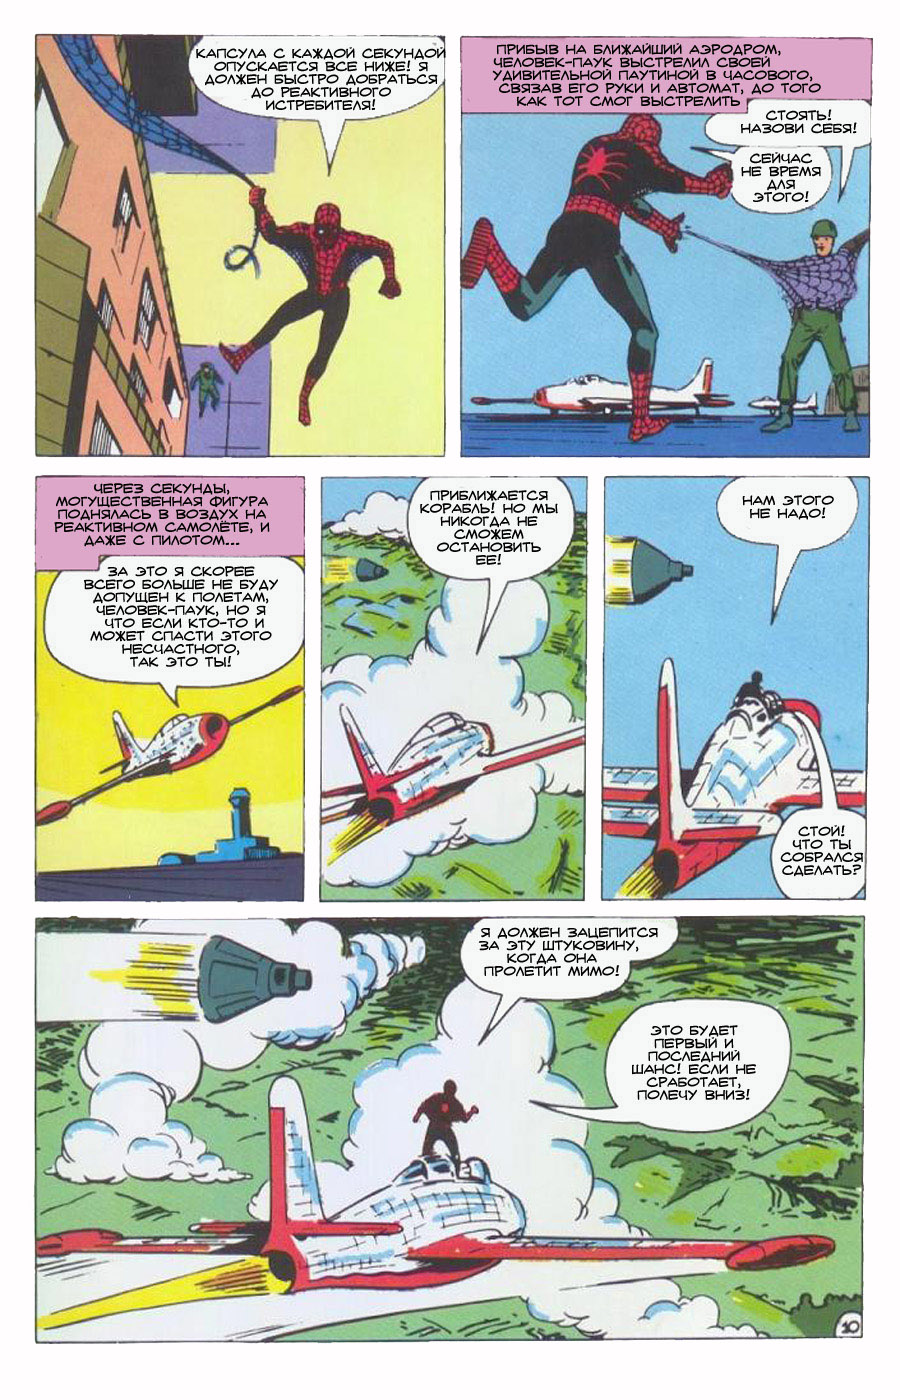 КАПСУЛА С КАЖДОЙ СЕКУНДОЙ
ОПУСКАЕТСЯ ВСЕ НИЖЕ! Я
ДОЛЖЕН БЫСТРО ДОБРАТЬСЯ
ДО РЕАКТИВНОГО
ИСТРЕБИТЕЛЯ!
ПРИБЫВ НА БЛИЖАЙШИЙ АЭРОДРОМ,
ЧЕЛОВЕК-ПАУК ВЫСТРЕЛИЛ СВОЕЙ
УДИВИТЕЛЬНОЙ ПАУТИНОЙ В ЧАСОВОГО,
СВЯЗАВ ЕГО РУКИ И АВТОМАТ, ДО ТОГО
КАК ТОТ СМОГ ВЫСТРЕЛИТЬ
СТОЯТЬ!
НАЗОВИ СЕБЯ!
СЕЙЧАС
НЕ ВРЕМЯ
ДЛЯ
ЭТОГО!
ЧЕРЕЗ СЕКУНДЫ,
МОГУЩЕСТВЕННАЯ ФИГУРА
ПОДНЯЛАСЬ В ВОЗДУХ НА
РЕАКТИВНОМ САМОЛЁТЕ, И
ДАЖЕ С ПИЛОТОМ...
ЗА ЭТО Я СКОРЕЕ
ВСЕГО БОЛЬШЕ НЕ БУДУ
ДОПУЩЕН К ПОЛЕТАМ,
ЧЕЛОВЕК-ПАУК, НО Я
ЧТО ЕСЛИ КТО-ТО И
МОЖЕТ СПАСТИ ЭТОГО
НЕСЧАСТНОГО,
ТАК ЭТО ТЫ!
ПРИБЛИЖАЕТСЯ
КОРАБЛЬ! НО МЫ
НИКОГДА НЕ
СМОЖЕМ
ОСТАНОВИТЬ
ЕЕ!
НАМ ЭТОГО
НЕ НАДО!
СТОЙ!
ЧТО ТЫ
СОБРАЛСЯ
СДЕЛАТЬ?
Я ДОЛЖЕН ЗАЦЕПИТСЯ
ЗА ЭТУ ШТУКОВИНУ,
КОГДА ОНА
ПРОЛЕТИТ МИМО!
ЭТО БУДЕТ
ПЕРВЫЙ И
ПОСЛЕДНИЙ
ШАНС! ЕСЛИ НЕ
СРАБОТАЕТ,
ПОЛЕЧУ ВНИЗ!
10